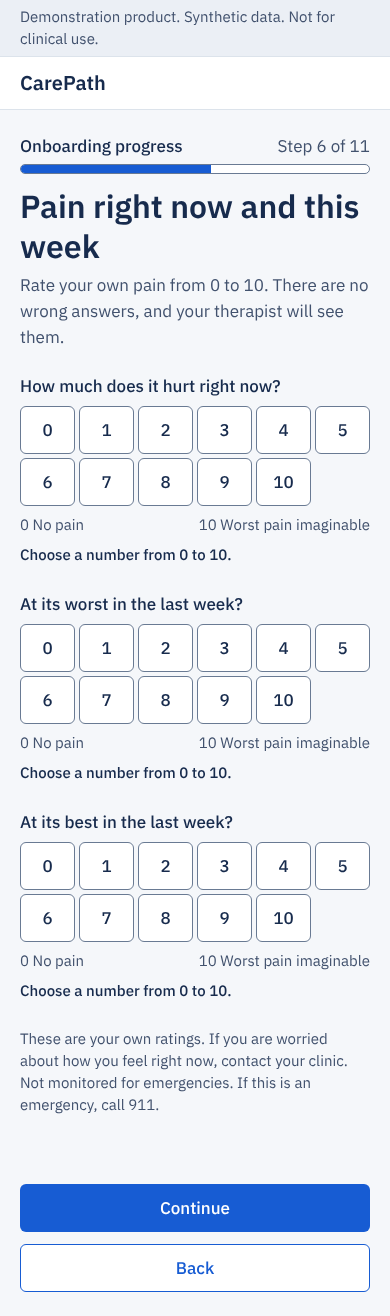 Demonstration product. Synthetic data. Not for
clinical use.
CarePath
Onboarding progress Step 6 of 11
Pain right now and this
week
Rate your own pain from 0 to 10. There are no
wrong answers, and your therapist will see
them.
How much does it hurt right now?
0 1 2 3 4 5
6 7 8 9 10
0 No pain 10 Worst pain imaginable
Choose a number from 0 to 10.
At its worst in the last week?
0 1 2 3 4 5
6 7 8 9 10
0 No pain 10 Worst pain imaginable
Choose a number from 0 to 10.
At its best in the last week?
0 1 2 3 4 5
6 7 8 9 10
0 No pain 10 Worst pain imaginable
Choose a number from 0 to 10.
These are your own ratings. If you are worried
about how you feel right now, contact your clinic.
Not monitored for emergencies. If this is an
emergency, call 911.
Continue
Back